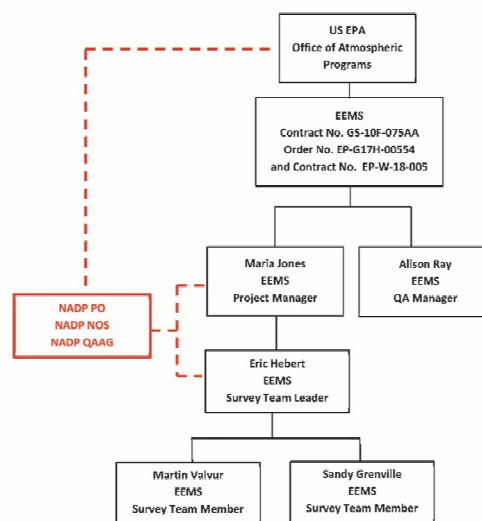 US EPA
Office of Atmospheric
Programs
EEMS
Contract No. GS-10F-075AA
Order No. EP-G17H-00554
and Contract No. EP-W-18-005
Maria Jones
EEMS
Project Manager
Alison Ray
EEMS
QA Manager
NADP PO
NADP NOS
NADP QAAG
Eric Hebert
EEMS
Survey Team Leader
Martin Valvur
EEMS
Survey Team Member
Sandy Grenville
EEMS
Survey Team Member